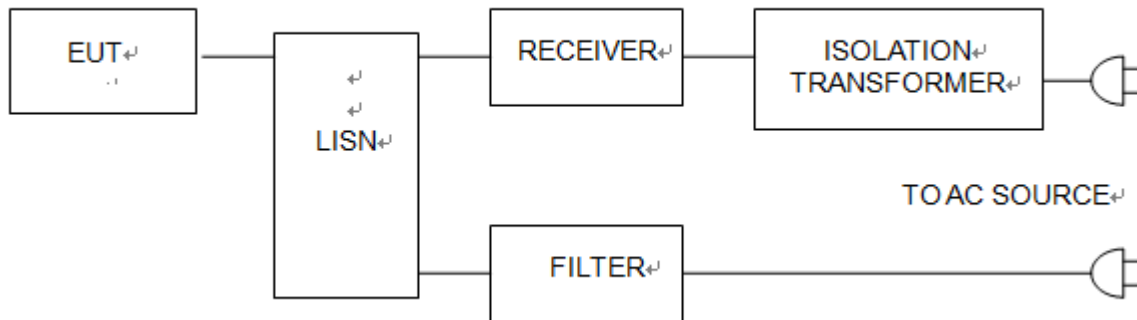 EUT
RECEIVER
ISOLATION
TRANSFORMER
LISN
TO AC SOURCE
FILTER